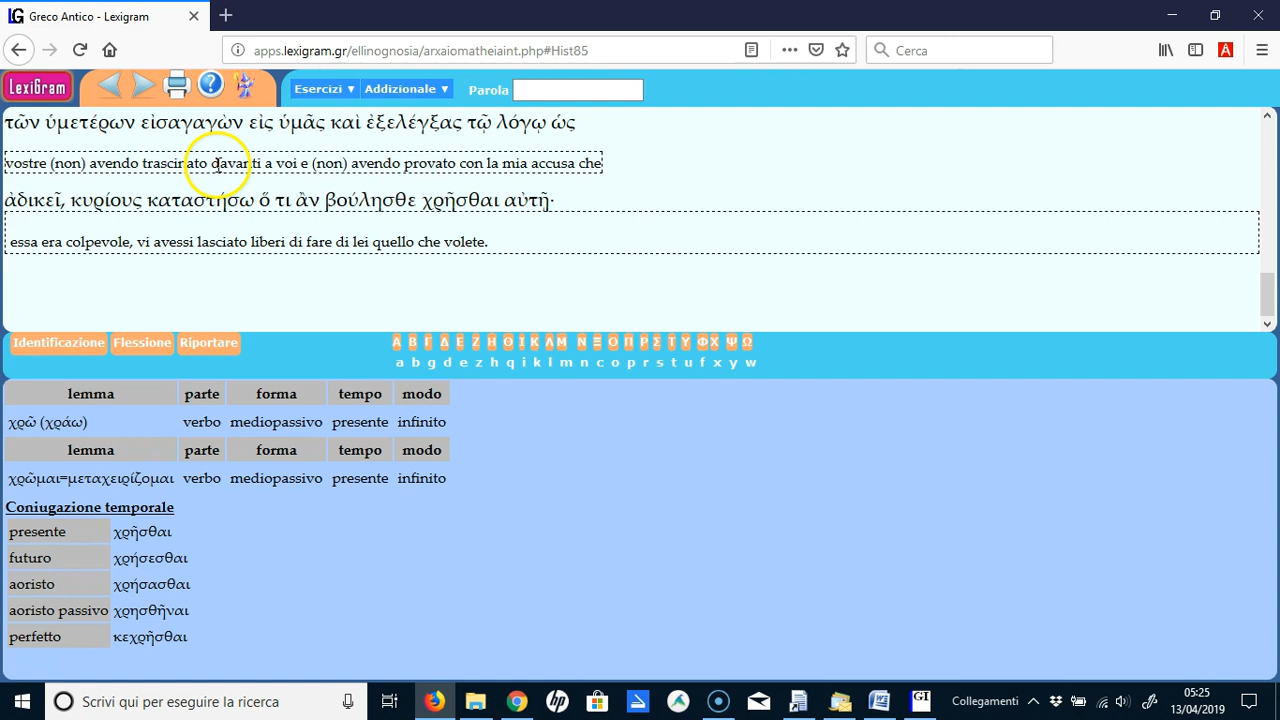 Greco Antico - Lexigram
apps.lexigram.gr/ellinognosia/arxaiomatheiaint.php#Hist85
Cerca
LEXIGRAM
Esercizi ▼ Addizionale ▼ Parola
τῶν ὑμετέρων εἰσαγαγὼν εἰς ὑμᾶς καὶ ἐξελέγξας τῷ λόγῳ ὡς
vostre (non) avendo trascinato davanti a voi e (non) avendo provato con la mia accusa che
ἀδικεῖ, κυρίους καταστήσω ὅ τι ἂν βούλησθε χρῆσθαι αὐτῇ·
essa era colpevole, vi avessi lasciato liberi di fare di lei quello che volete.
Identificazione Flessione Riportare
Α Β Γ Δ Ε Ζ Η Θ Ι Κ Λ Μ Ν Ξ Ο Π Ρ Σ Τ Υ Φ Χ Ψ Ω
a b g d e z h q i k l m n c o p r s t u f x y w
lemma parte forma tempo modo
χρῶ (χράω) verbo mediopassivo presente infinito
lemma parte forma tempo modo
χρῶμαι=μεταχειρίζομαι verbo mediopassivo presente infinito
Coniugazione temporale
presente χρῆσθαι
futuro χρήσεσθαι
aoristo χρήσασθαι
aoristo passivo χρησθῆναι
perfetto κεχρῆσθαι
Scrivi qui per eseguire la ricerca
GI
Collegamenti
05:25
13/04/2019